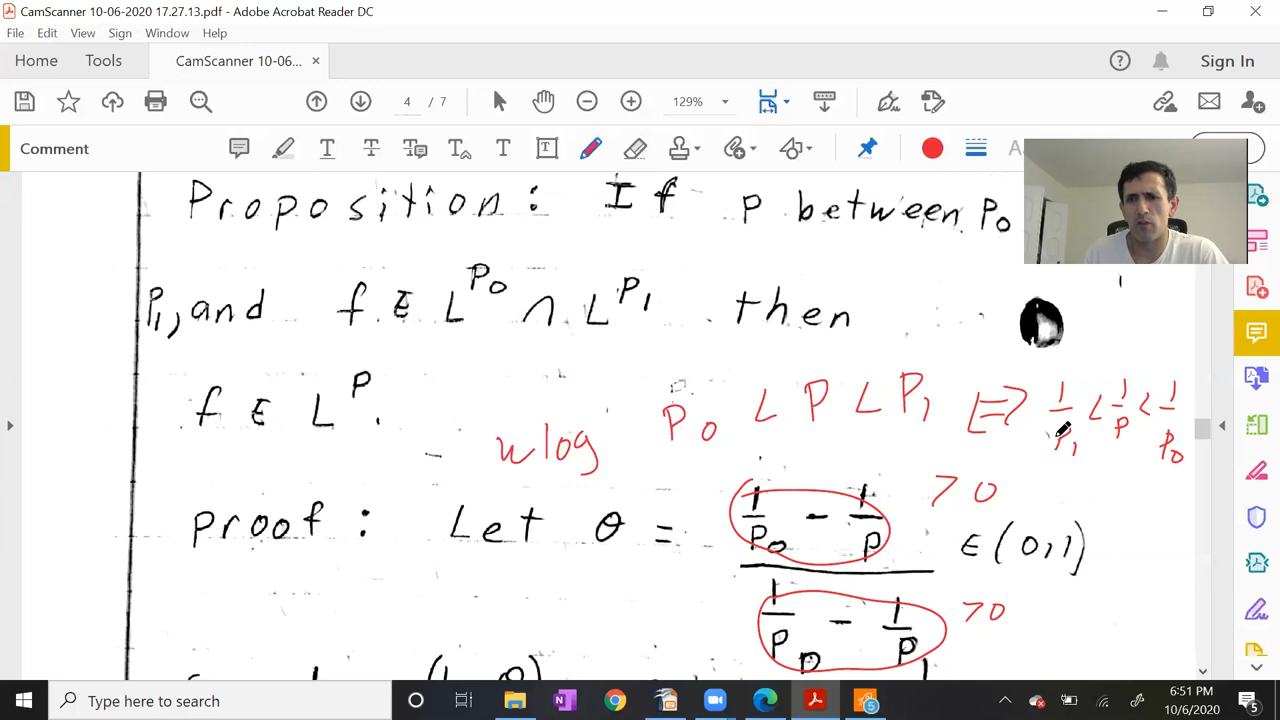 CamScanner 10-06-2020 17.27.13.pdf - Adobe Acrobat Reader DC
File Edit View Sign Window Help
Home Tools CamScanner 10-06... × Sign In
4 / 7 129%
Comment
Proposition: If p between P0
P1, and f ∈ L^P0 ∩ L^P1 then
f ∈ L^P.
wlog P0 < P < P1 <=> 1/P1 < 1/P < 1/P0
proof: Let θ = (1/P0 - 1/P) / (1/P0 - 1/P1) ∈ (0,1)
> 0
> 0
Type here to search
6:51 PM
10/6/2020